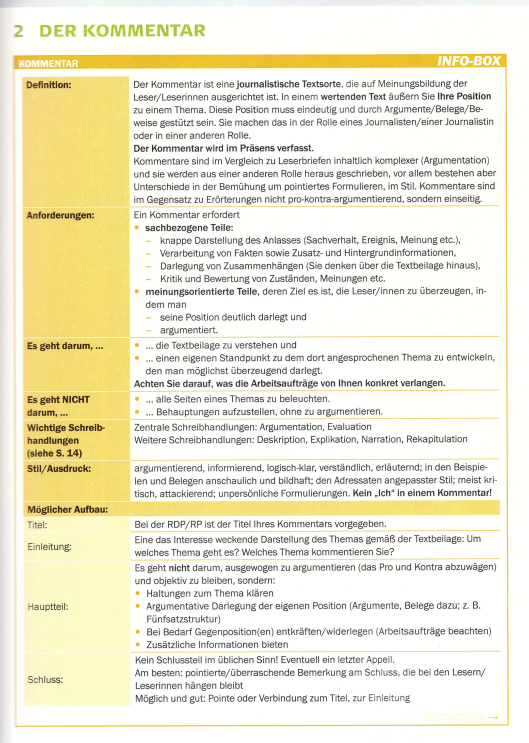 2 DER KOMMENTAR
KOMMENTAR
INFO-BOX
Definition:
Der Kommentar ist eine journalistische Textsorte, die auf Meinungsbildung der
Leser/Leserinnen ausgerichtet ist. In einem wertenden Text äußern Sie Ihre Position
zu einem Thema. Diese Position muss eindeutig und durch Argumente/Belege/Be-
weise gestützt sein. Sie machen das in der Rolle eines Journalisten/einer Journalistin
oder in einer anderen Rolle.
Der Kommentar wird im Präsens verfasst.
Kommentare sind im Vergleich zu Leserbriefen inhaltlich komplexer (Argumentation)
und sie werden aus einer anderen Rolle heraus geschrieben, vor allem bestehen aber
Unterschiede in der Bemühung um pointiertes Formulieren, im Stil. Kommentare sind
im Gegensatz zu Erörterungen nicht pro-kontra-argumentierend, sondern einseitig.
Anforderungen:
Ein Kommentar erfordert
• sachbezogene Teile:
– knappe Darstellung des Anlasses (Sachverhalt, Ereignis, Meinung etc.),
– Verarbeitung von Fakten sowie Zusatz- und Hintergrundinformationen,
– Darlegung von Zusammenhängen (Sie denken über die Textbeilage hinaus),
– Kritik und Bewertung von Zuständen, Meinungen etc.
• meinungsorientierte Teile, deren Ziel es ist, die Leser/innen zu überzeugen, in-
dem man
– seine Position deutlich darlegt und
– argumentiert.
Es geht darum, ...
• ... die Textbeilage zu verstehen und
• ... einen eigenen Standpunkt zu dem dort angesprochenen Thema zu entwickeln,
den man möglichst überzeugend darlegt.
Achten Sie darauf, was die Arbeitsaufträge von Ihnen konkret verlangen.
Es geht NICHT
darum, ...
• ... alle Seiten eines Themas zu beleuchten.
• ... Behauptungen aufzustellen, ohne zu argumentieren.
Wichtige Schreib-
handlungen
(siehe S. 14)
Zentrale Schreibhandlungen: Argumentation, Evaluation
Weitere Schreibhandlungen: Deskription, Explikation, Narration, Rekapitulation
Stil/Ausdruck:
argumentierend, informierend, logisch-klar, verständlich, erläuternd; in den Beispie-
len und Belegen anschaulich und bildhaft; den Adressaten angepasster Stil; meist kri-
tisch, attackierend; unpersönliche Formulierungen. Kein „Ich“ in einem Kommentar!
Möglicher Aufbau:
Titel:
Bei der RDP/RP ist der Titel Ihres Kommentars vorgegeben.
Einleitung:
Eine das Interesse weckende Darstellung des Themas gemäß der Textbeilage: Um
welches Thema geht es? Welches Thema kommentieren Sie?
Hauptteil:
Es geht nicht darum, ausgewogen zu argumentieren (das Pro und Kontra abzuwägen)
und objektiv zu bleiben, sondern:
• Haltungen zum Thema klären
• Argumentative Darlegung der eigenen Position (Argumente, Belege dazu; z. B.
Fünfsatzstruktur)
• Bei Bedarf Gegenposition(en) entkräften/widerlegen (Arbeitsaufträge beachten)
• Zusätzliche Informationen bieten
Schluss:
Kein Schlussteil im üblichen Sinn! Eventuell ein letzter Appell.
Am besten: pointierte/überraschende Bemerkung am Schluss, die bei den Lesern/
Leserinnen hängen bleibt
Möglich und gut: Pointe oder Verbindung zum Titel, zur Einleitung